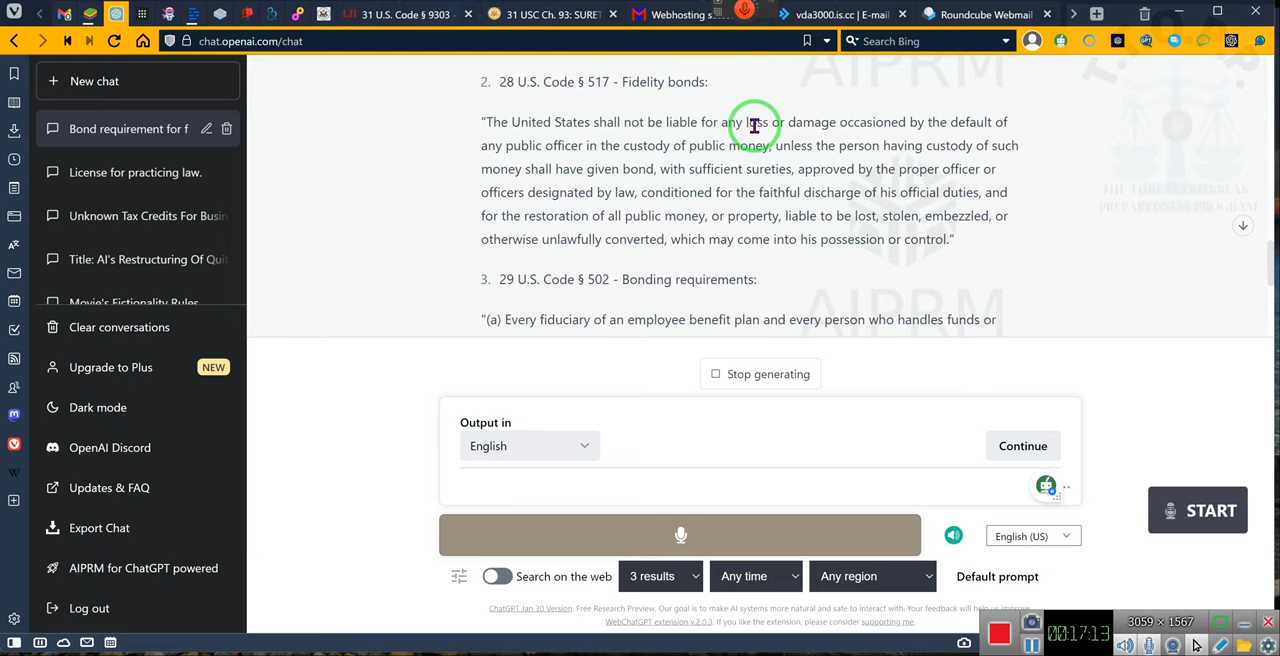 31 U.S. Code § 9303 -
31 USC Ch. 93: SURET
Webhosting s
vda3000.is.cc | E-mail
Roundcube Webmail
chat.openai.com/chat
Search Bing
New chat
Bond requirement for f
License for practicing law.
Unknown Tax Credits For Busin
Title: AI's Restructuring Of Quit
Movie's Fictionality Rules
Clear conversations
Upgrade to Plus
NEW
Dark mode
OpenAI Discord
Updates & FAQ
Export Chat
AIPRM for ChatGPT powered
Log out
AIPRM
2. 28 U.S. Code § 517 - Fidelity bonds:
"The United States shall not be liable for any loss or damage occasioned by the default of
any public officer in the custody of public money, unless the person having custody of such
money shall have given bond, with sufficient sureties, approved by the proper officer or
officers designated by law, conditioned for the faithful discharge of his official duties, and
for the restoration of all public money, or property, liable to be lost, stolen, embezzled, or
otherwise unlawfully converted, which may come into his possession or control."
3. 29 U.S. Code § 502 - Bonding requirements:
AIPRM
"(a) Every fiduciary of an employee benefit plan and every person who handles funds or
THE THREAT OUTBREAK
PREPAREDNESS PROGRAM
Stop generating
Output in
English
Continue
START
English (US)
Search on the web
3 results
Any time
Any region
Default prompt
ChatGPT Jan 30 Version. Free Research Preview. Our goal is to make AI systems more natural and safe to interact with. Your feedback will help us improve.
WebChatGPT extension v.2.0.3. If you like the extension, please consider supporting me.
00:17:13
3059 x 1567